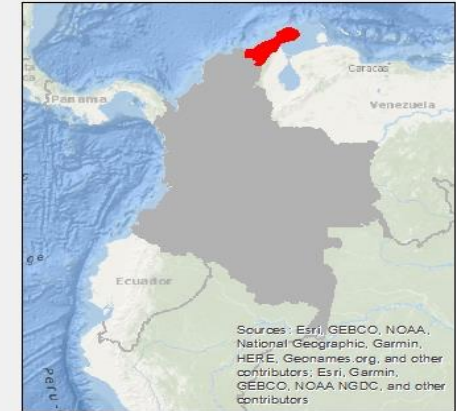 Caracas
Panama
Venezuela
Ecuador
Peru-
Sources: Esri, GEBCO, NOAA,
National Geographic, Garmin,
HERE, Geonames.org, and other
contributors; Esri, Garmin,
GEBCO, NOAA NGDC, and other
contributors